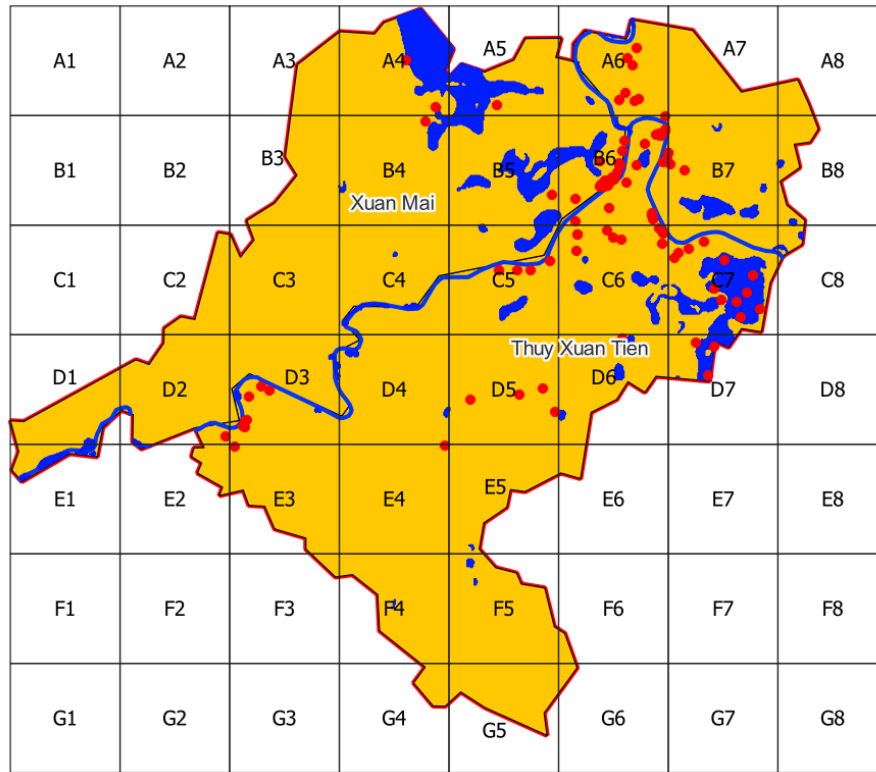 A1 A2 A3 A4 A5 A6 A7 A8
B1 B2 B3 B4 B5 B6 B7 B8
Xuan Mai
C1 C2 C3 C4 C5 C6 C7 C8
Thuy Xuan Tien
D1 D2 D3 D4 D5 D6 D7 D8
E1 E2 E3 E4 E5 E6 E7 E8
F1 F2 F3 F4 F5 F6 F7 F8
G1 G2 G3 G4 G5 G6 G7 G8